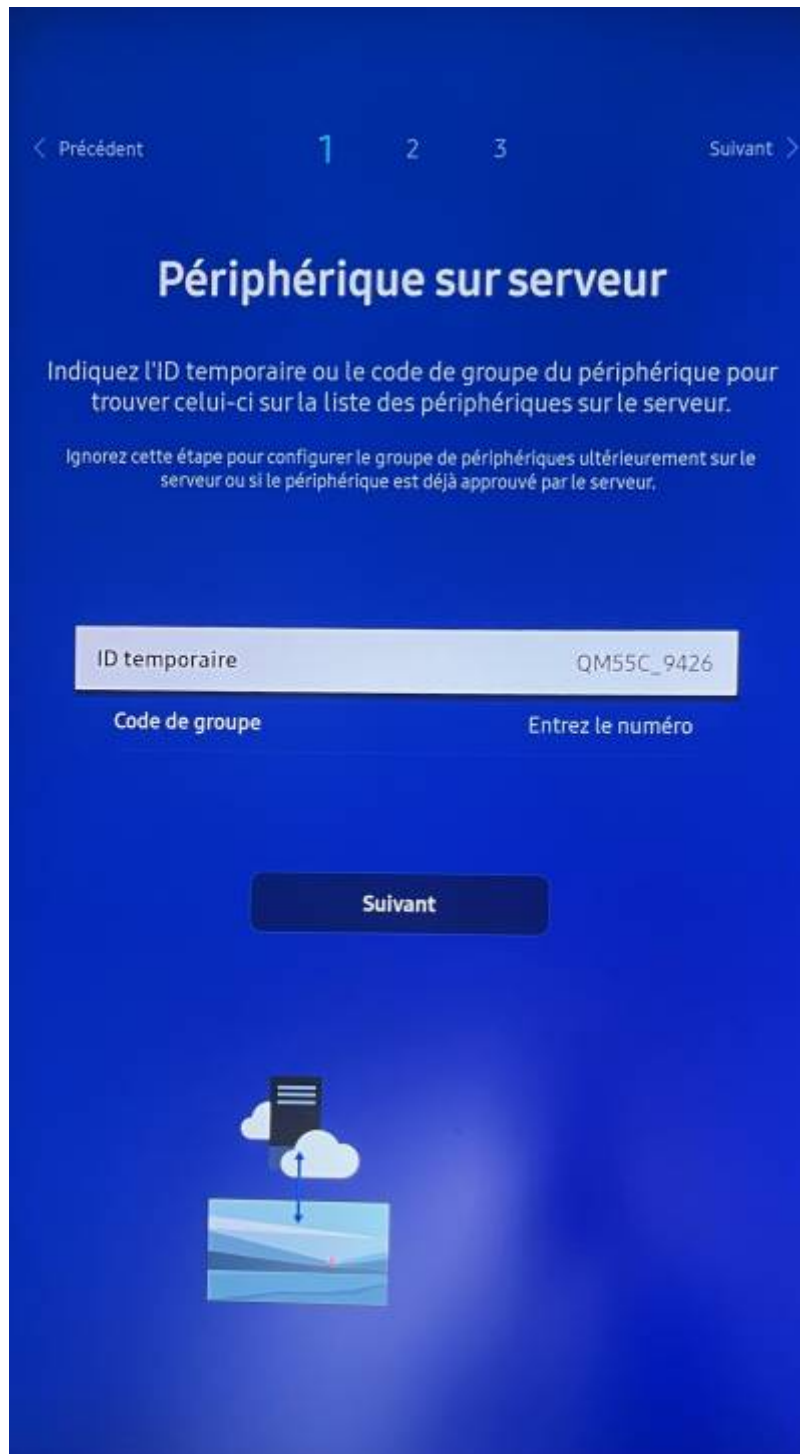 Précédent 1 2 3 Suivant
Périphérique sur serveur
Indiquez l'ID temporaire ou le code de groupe du périphérique pour
trouver celui-ci sur la liste des périphériques sur le serveur.
Ignorez cette étape pour configurer le groupe de périphériques ultérieurement sur le
serveur ou si le périphérique est déjà approuvé par le serveur.
ID temporaire QM55C_9426
Code de groupe Entrez le numéro
Suivant